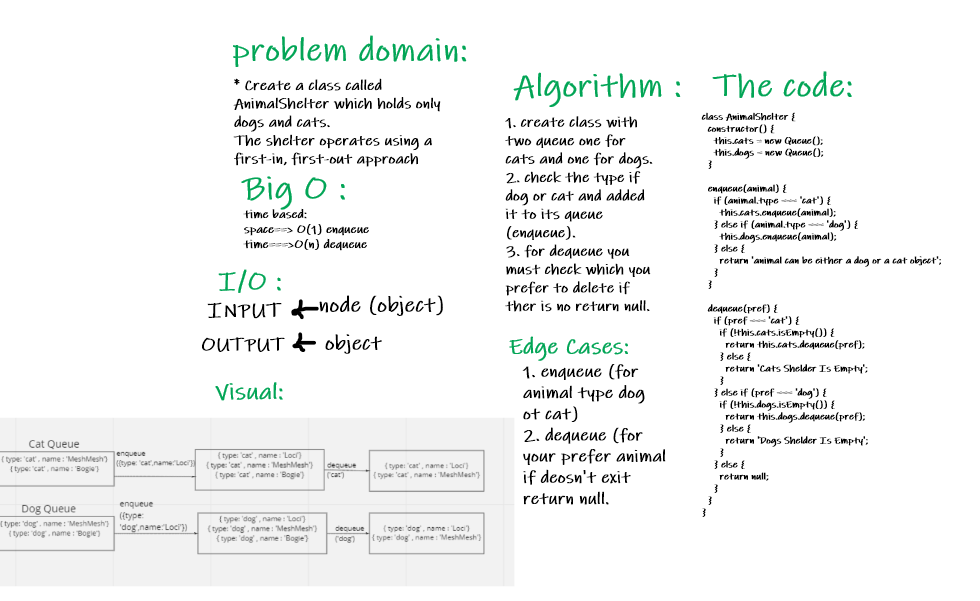 problem domain:
* Create a class called
AnimalShelter which holds only
dogs and cats.
The shelter operates using a
first-in, first-out approach
Big O :
time based:
space==> O(1) enqueue
time===>O(n) dequeue
I/O :
INPUT node (object)
OUTPUT object
Visual:
Cat Queue
{ type: 'cat' , name : 'MeshMesh'}
{ type: 'cat' , name : 'Bogie'}
enqueue
({type: 'cat',name:'Loci'})
{ type: 'cat' , name : 'Loci'}
{ type: 'cat' , name : 'MeshMesh'}
{ type: 'cat' , name : 'Bogie'}
dequeue
('cat')
{ type: 'cat' , name : 'Loci'}
{ type: 'cat' , name : 'MeshMesh'}
Dog Queue
{ type: 'dog' , name : 'MeshMesh'}
{ type: 'dog' , name : 'Bogie'}
enqueue
({type:
'dog',name:'Loci'})
{ type: 'dog' , name : 'Loci'}
{ type: 'dog' , name : 'MeshMesh'}
{ type: 'dog' , name : 'Bogie'}
dequeue
('dog')
{ type: 'dog' , name : 'Loci'}
{ type: 'dog' , name : 'MeshMesh'}
Algorithm :
1. create class with
two queue one for
cats and one for dogs.
2. check the type if
dog or cat and added
it to its queue
(enqueue).
3. for dequeue you
must check which you
prefer to delete if
ther is no return null.
Edge Cases:
1. enqueue (for
animal type dog
ot cat)
2. dequeue (for
your prefer animal
if deosn't exit
return null.
The code:
class AnimalShelter {
constructor() {
this.cats = new Queue();
this.dogs = new Queue();
}
enqueue(animal) {
if (animal.type === 'cat') {
this.cats.enqueue(animal);
} else if (animal.type === 'dog') {
this.dogs.enqueue(animal);
} else {
return 'animal can be either a dog or a cat object';
}
}
dequeue(pref) {
if (pref === 'cat') {
if (!this.cats.isEmpty()) {
return this.cats.dequeue(pref);
} else {
return 'Cats Shelder Is Empty';
}
} else if (pref === 'dog') {
if (!this.dogs.isEmpty()) {
return this.dogs.dequeue(pref);
} else {
return 'Dogs Shelder Is Empty';
}
} else {
return null;
}
}
}